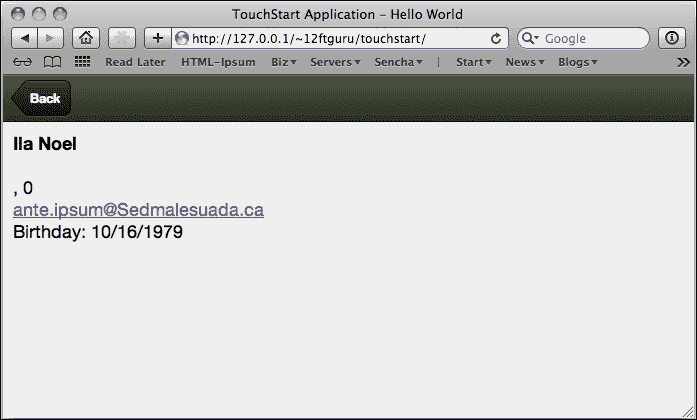 TouchStart Application – Hello World
http://127.0.0.1/~12ftguru/touchstart/
Google
Read Later HTML-Ipsum Biz Servers Sencha | Start News Blogs
Back
Ila Noel
, 0
ante.ipsum@Sedmalesuada.ca
Birthday: 10/16/1979